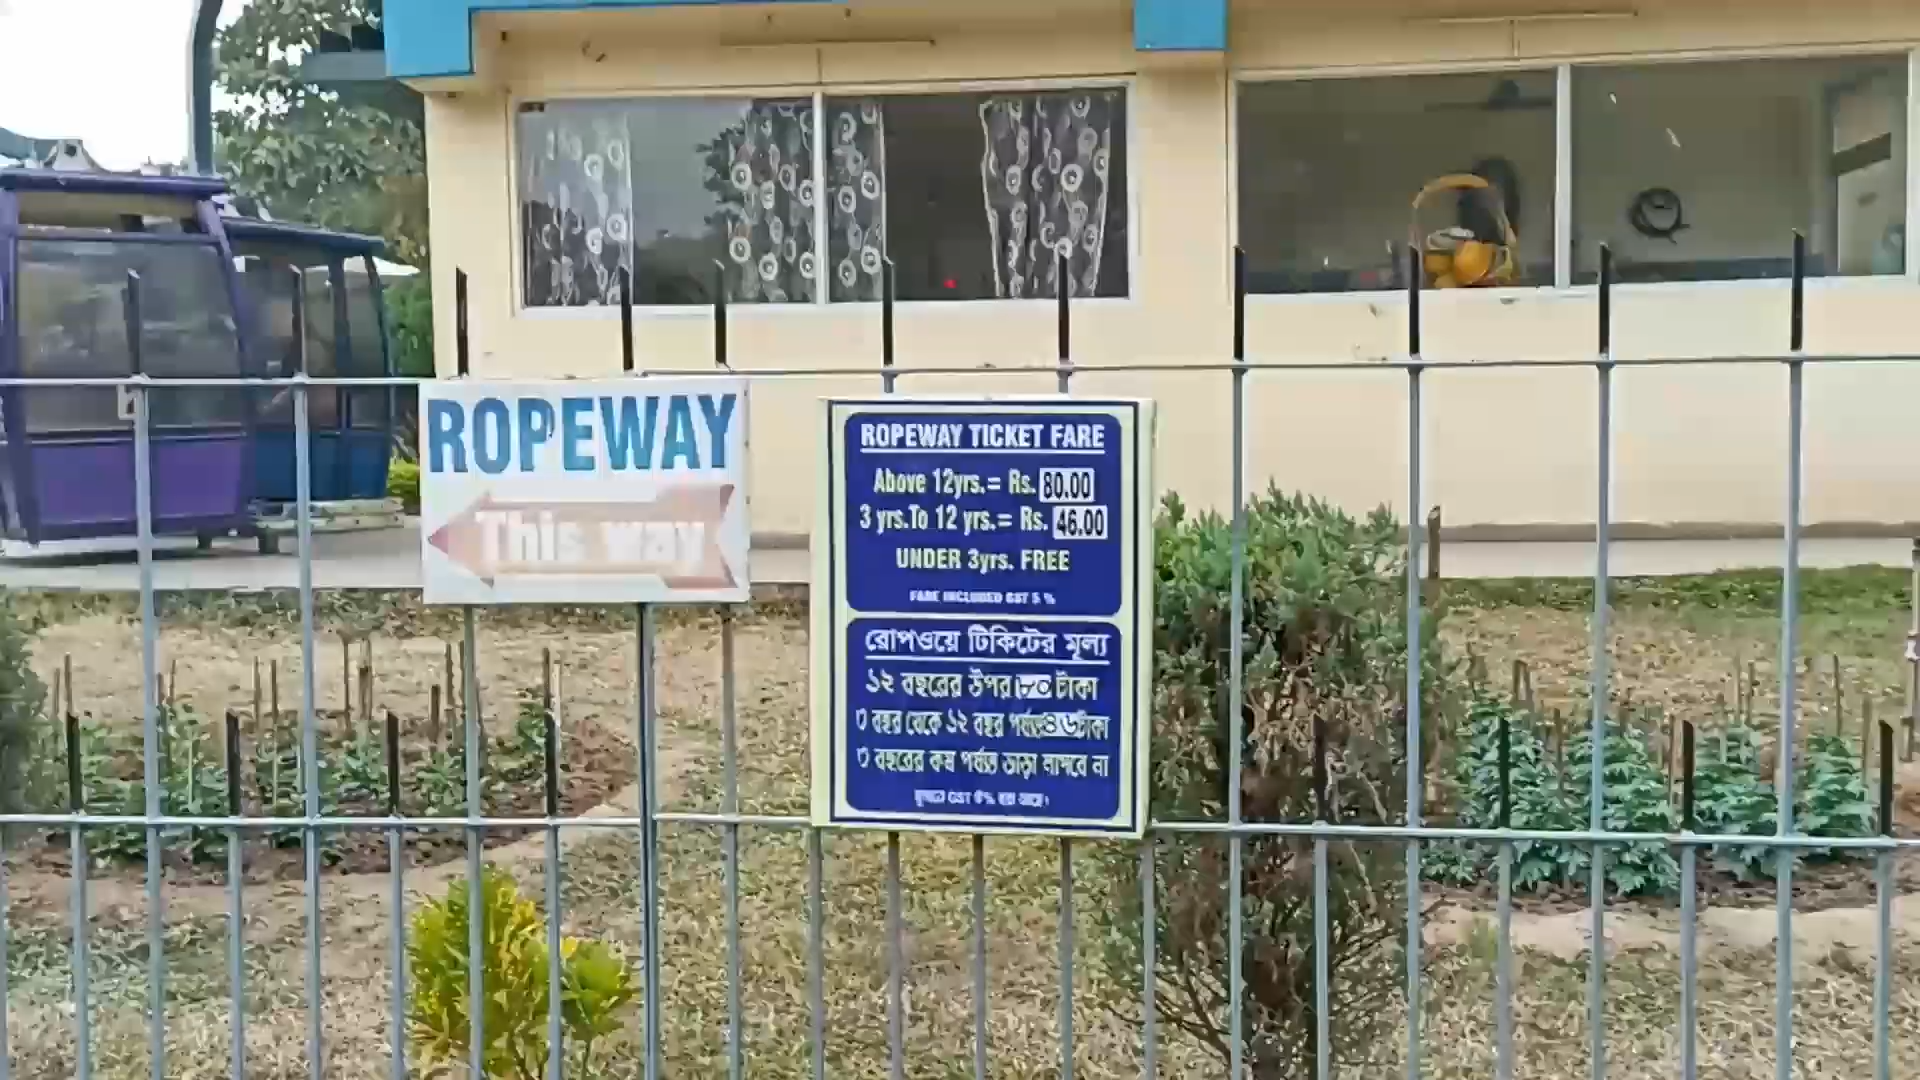 ROPEWAY
This way
ROPEWAY TICKET FARE
Above 12yrs.= Rs. 80.00
3 yrs.To 12 yrs.= Rs. 46.00
UNDER 3yrs. FREE
FARE INCLUDED GST 5 %
রোপওয়ে টিকিটের মূল্য
১২ বছরের উপর ৮০ টাকা
৩ বছর থেকে ১২ বছর পর্যন্ত ৪৬ টাকা
৩ বছরের কম পর্যন্ত ভাড়া লাগবে না
GST ৫%